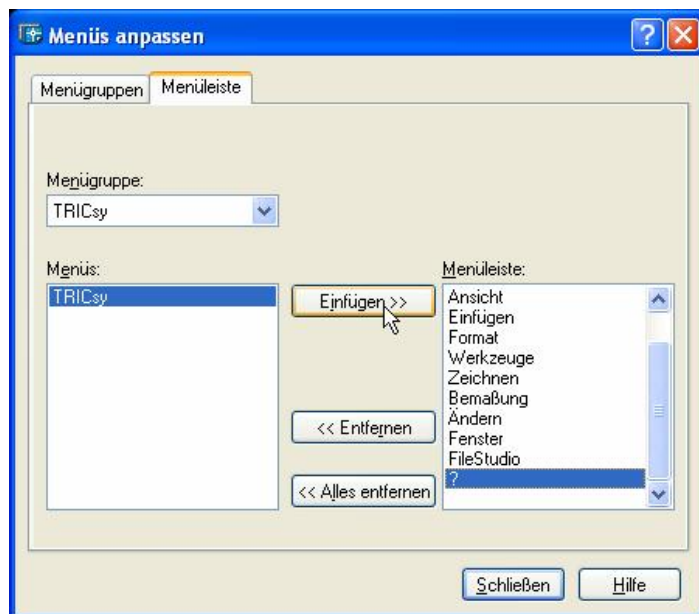 Menüs anpassen
Menügruppen
Menüleiste
Menügruppe:
TRICsy
Menüs:
TRICsy
Einfügen >>
<< Entfernen
<< Alles entfernen
Menüleiste:
Ansicht
Einfügen
Format
Werkzeuge
Zeichnen
Bemaßung
Ändern
Fenster
FileStudio
?
Schließen
Hilfe